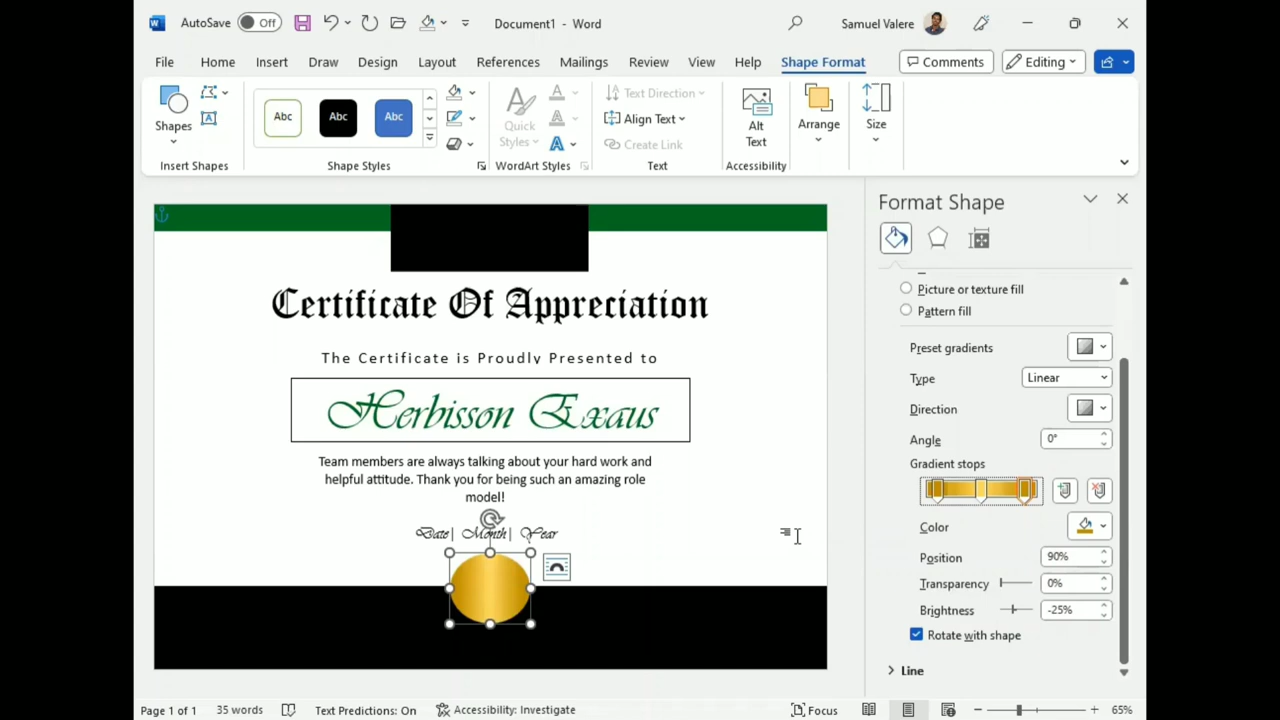 AutoSave Off Document1 - Word Samuel Valere
File Home Insert Draw Design Layout References Mailings Review View Help Shape Format Comments Editing
Shapes
Abc Abc Abc
Quick Styles
Text Direction
Align Text
Create Link
Alt Text
Arrange
Size
Insert Shapes Shape Styles WordArt Styles Text Accessibility
Certificate Of Appreciation
The Certificate is Proudly Presented to
Herbisson Exaus
Team members are always talking about your hard work and
helpful attitude. Thank you for being such an amazing role
model!
Date| Month| Year
Format Shape
Picture or texture fill
Pattern fill
Preset gradients
Type Linear
Direction
Angle 0°
Gradient stops
Color
Position 90%
Transparency 0%
Brightness -25%
Rotate with shape
Line
Page 1 of 1 35 words Text Predictions: On Accessibility: Investigate Focus 65%